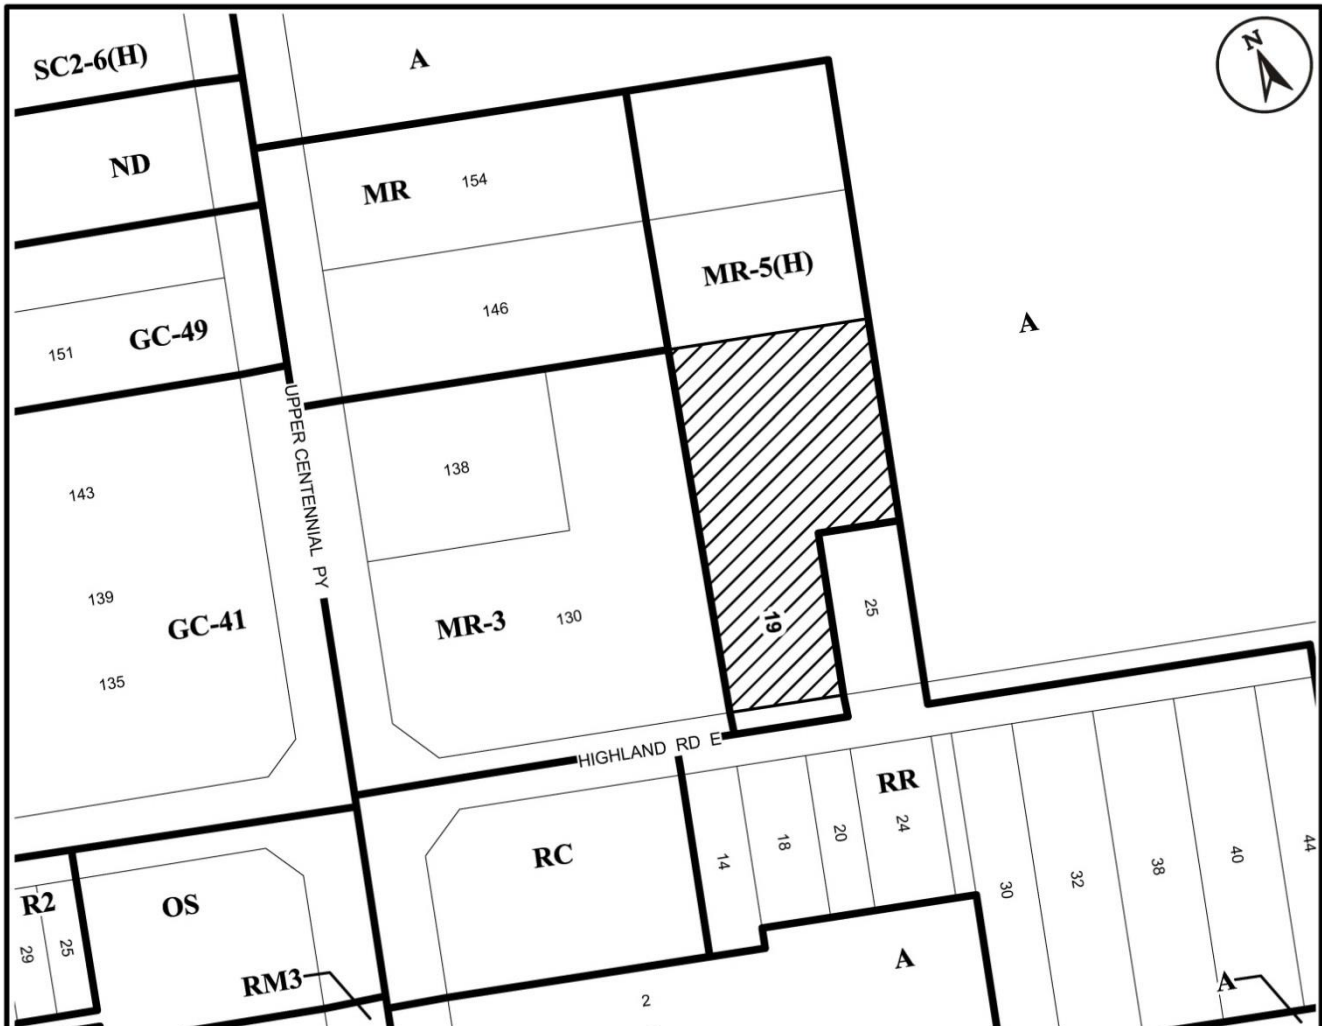 N
SC2-6(H)
A
ND
MR
154
MR-5(H)
146
GC-49
151
A
UPPER CENTENNIAL PY
138
143
139
GC-41
135
MR-3
130
19
25
HIGHLAND RD E
RR
RC
14
18
20
24
30
32
38
40
44
R2
OS
29
25
RM3
A
A
2